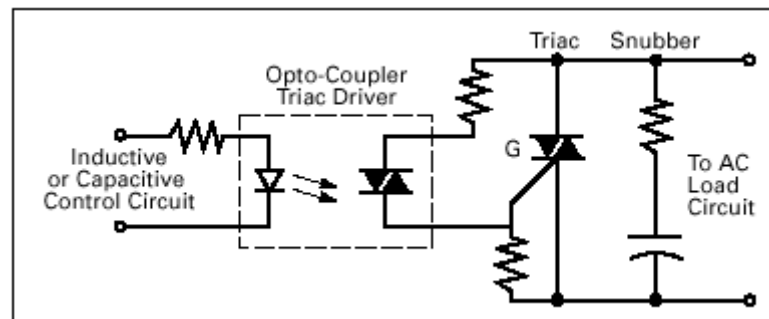 Triac
Snubber
Opto-Coupler
Triac Driver
G
Inductive
or Capacitive
Control Circuit
To AC
Load
Circuit